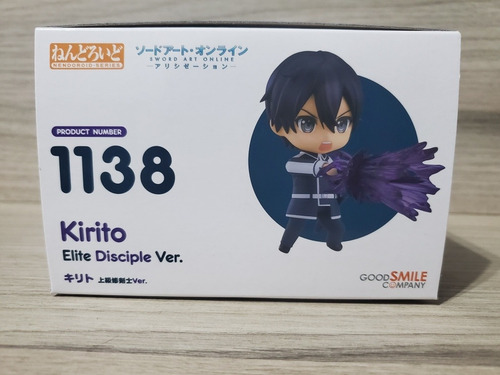 ねんどろいど
NENDOROID·SERIES
ソードアート・オンライン
SWORD ART ONLINE
アリシゼーション
PRODUCT NUMBER
1138
Kirito
Elite Disciple Ver.
キリト 上級修剣士Ver.
GOOD SMILE
COMPANY